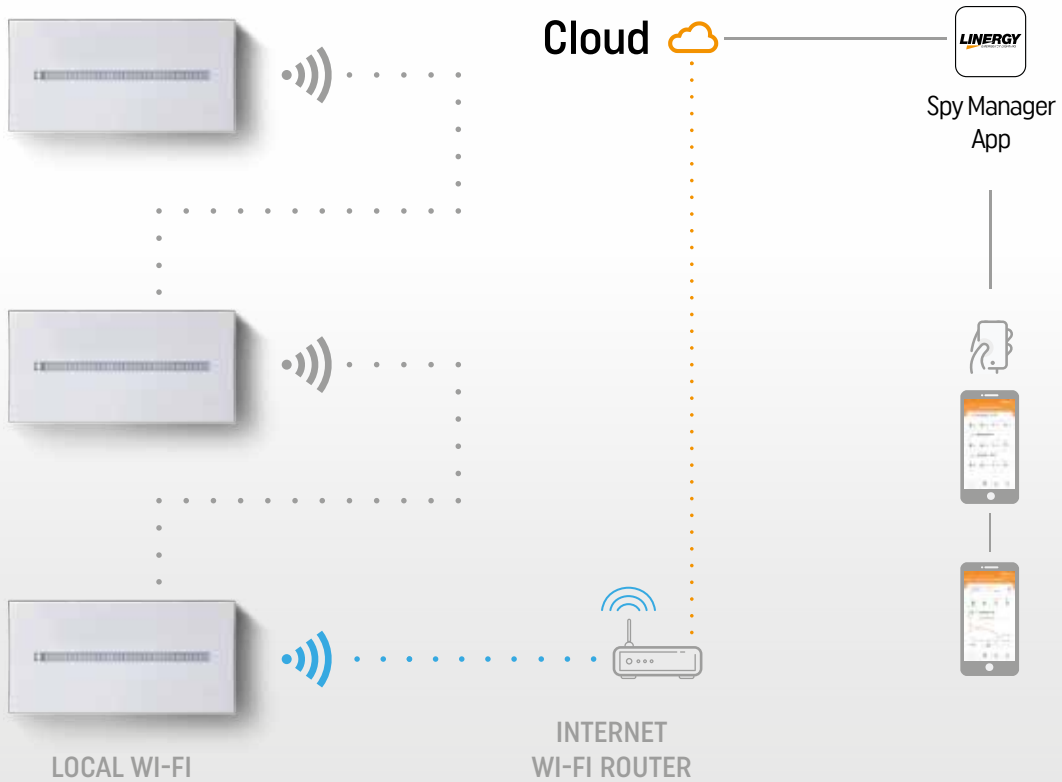 Cloud
LINERGY
Spy Manager
App
INTERNET
WI-FI ROUTER
LOCAL WI-FI